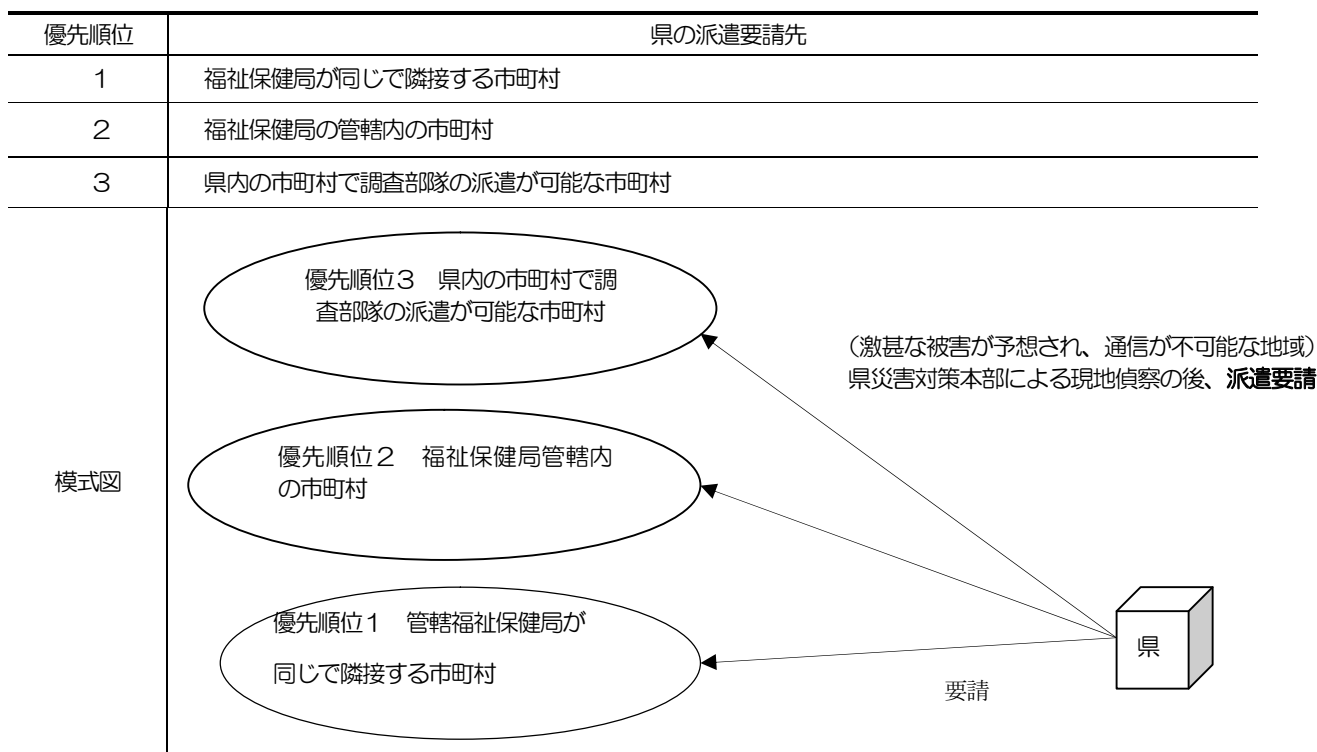 優先順位 県の派遣要請先
1 福祉保健局が同じで隣接する市町村
2 福祉保健局の管轄内の市町村
3 県内の市町村で調査部隊の派遣が可能な市町村
模式図
優先順位3 県内の市町村で調
査部隊の派遣が可能な市町村
(激甚な被害が予想され、通信が不可能な地域)
県災害対策本部による現地偵察の後、派遣要請
優先順位2 福祉保健局管轄内
の市町村
優先順位1 管轄福祉保健局が
同じで隣接する市町村
県
要請